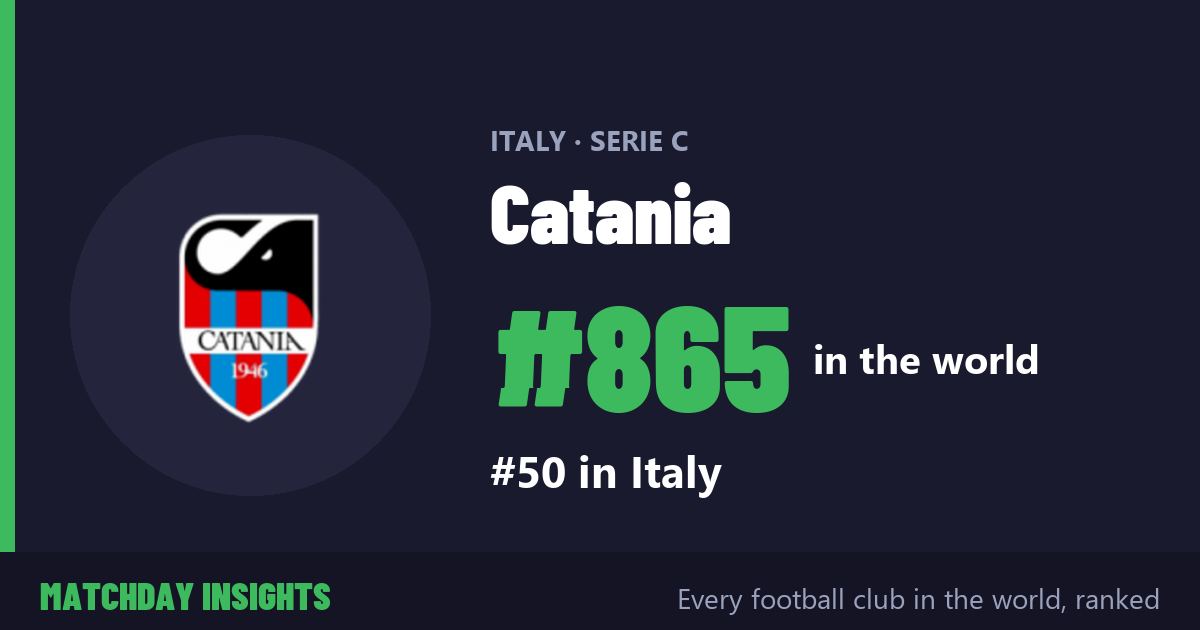 ITALY · SERIE C
Catania
#865 in the world
#50 in Italy
CATANIA
1946
MATCHDAY INSIGHTS
Every football club in the world, ranked